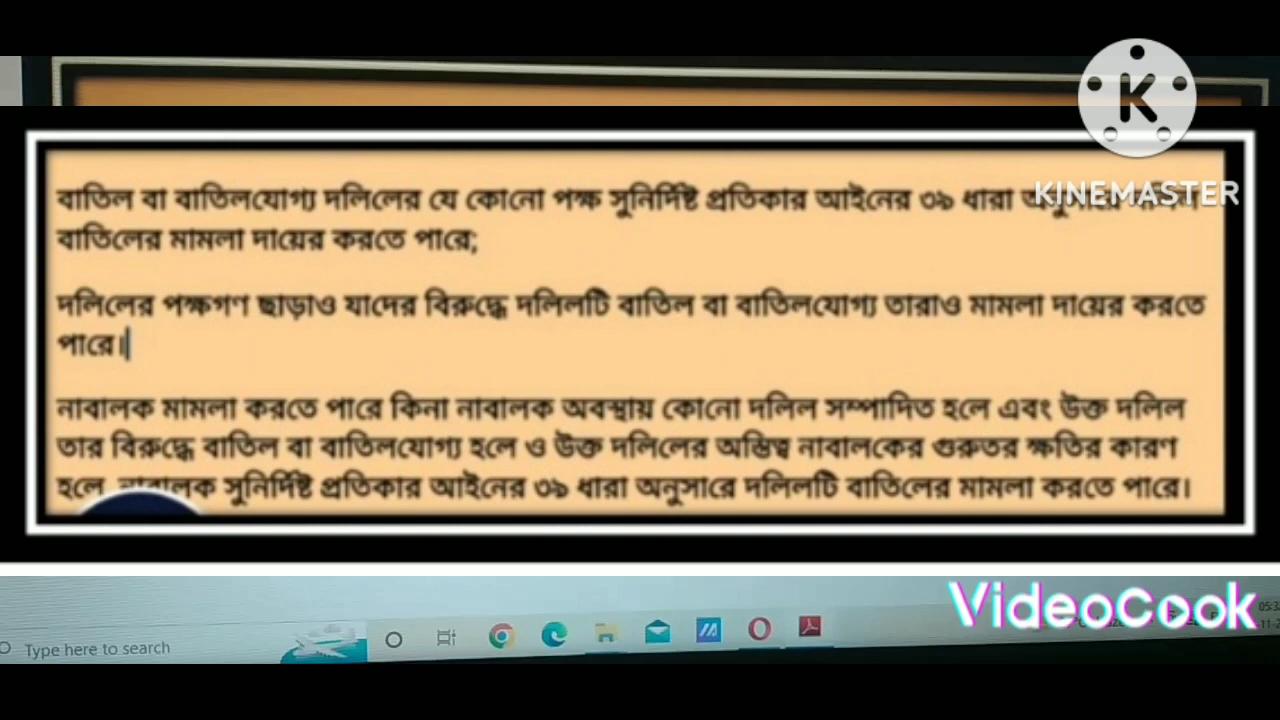 KINEMASTER
বাতিল বা বাতিলযোগ্য দলিলের যে কোনো পক্ষ সুনির্দিষ্ট প্রতিকার আইনের ৩৯ ধারা
বাতিলের মামলা দায়ের করতে পারে;
দলিলের পক্ষগণ ছাড়াও যাদের বিরুদ্ধে দলিলটি বাতিল বা বাতিলযোগ্য তারাও মামলা দায়ের করতে
পারে।
নাবালক মামলা করতে পারে কিনা নাবালক অবস্থায় কোনো দলিল সম্পাদিত হলে এবং উক্ত দলিল
তার বিরুদ্ধে বাতিল বা বাতিলযোগ্য হলে ও উক্ত দলিলের অস্তিত্ব নাবালকের গুরুতর ক্ষতির কারণ
হলে, নাবালক সুনির্দিষ্ট প্রতিকার আইনের ৩৯ ধারা অনুসারে দলিলটি বাতিলের মামলা করতে পারে।
VideoCook
Type here to search